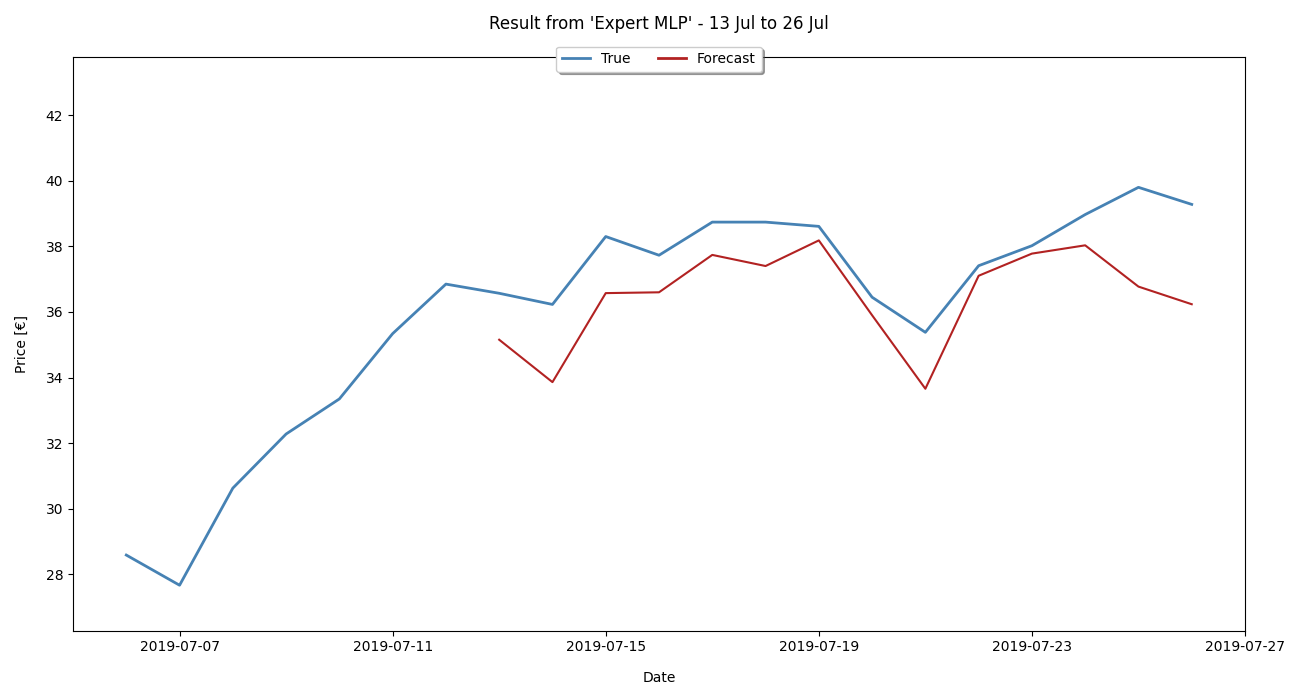 Result from 'Expert MLP' - 13 Jul to 26 Jul
True Forecast
42
40
38
36
34
32
30
28
Price [€]
2019-07-07 2019-07-11 2019-07-15 2019-07-19 2019-07-23 2019-07-27
Date